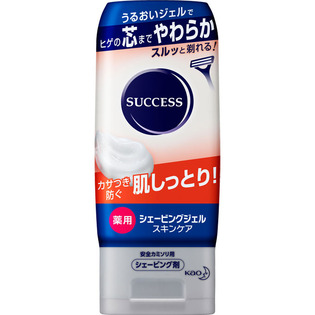 うるおいジェルで
ヒゲの芯までやわらか
スルッと剃れる!
SUCCESS
カサつき
防ぐ
肌しっとり!
薬用
シェービングジェル
スキンケア
安全カミソリ用
シェービング剤
Kao